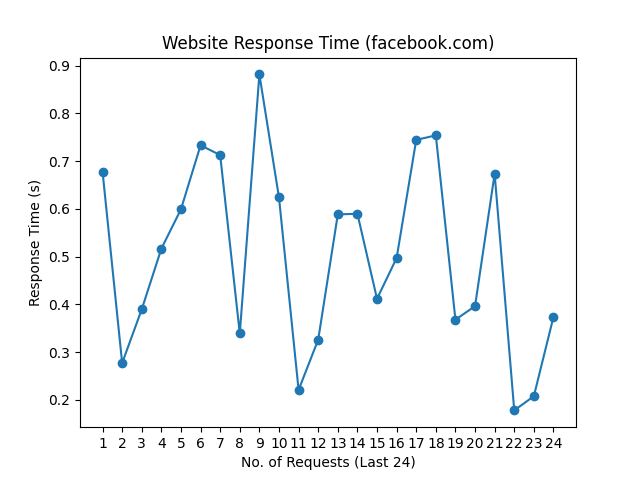 Website Response Time (facebook.com)
0.9
0.8
0.7
0.6
0.5
0.4
0.3
0.2
Response Time (s)
1 2 3 4 5 6 7 8 9 10 11 12 13 14 15 16 17 18 19 20 21 22 23 24
No. of Requests (Last 24)